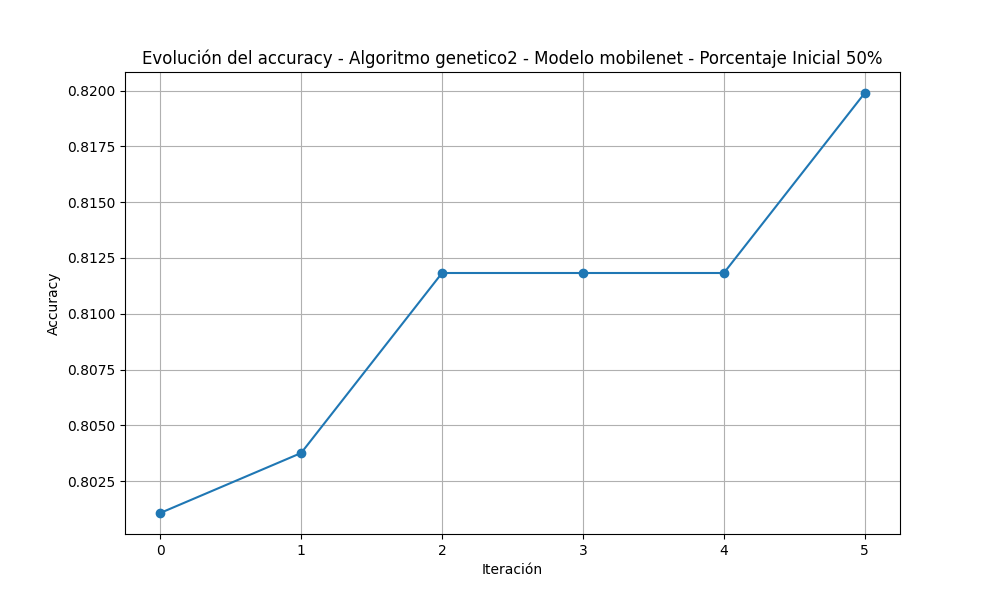 Evolución del accuracy - Algoritmo genetico2 - Modelo mobilenet - Porcentaje Inicial 50%
0.8200
0.8175
0.8150
0.8125
0.8100
0.8075
0.8050
0.8025
Accuracy
0 1 2 3 4 5
Iteración